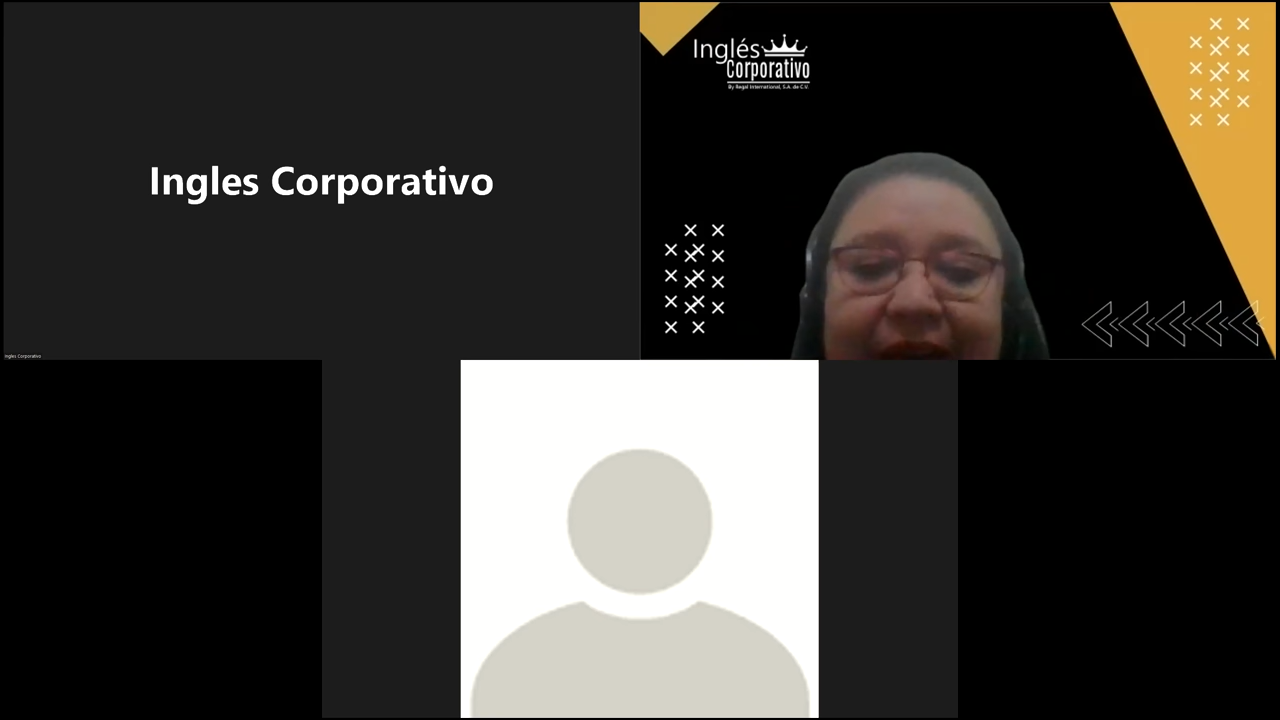 Ingles Corporativo
Ingles Corporativo
Inglés
Corporativo
By Regal International, S.A. de C.V.